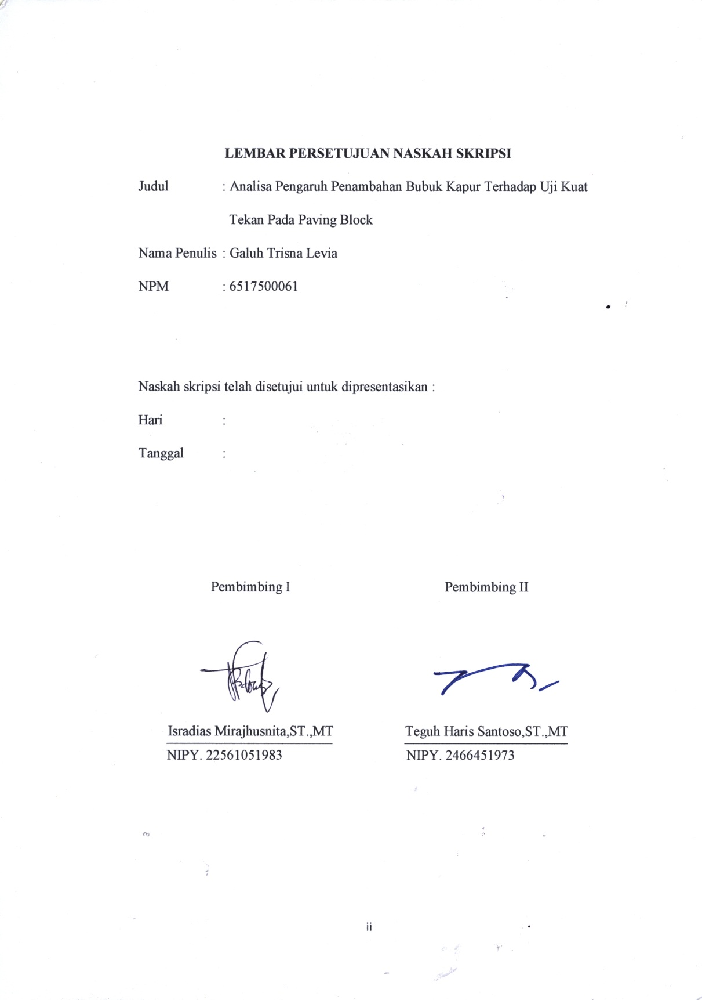 LEMBAR PERSETUJUAN NASKAH SKRIPSI
Judul : Analisa Pengaruh Penambahan Bubuk Kapur Terhadap Uji Kuat
Tekan Pada Paving Block
Nama Penulis : Galuh Trisna Levia
NPM : 6517500061
Naskah skripsi telah disetujui untuk dipresentasikan :
Hari :
Tanggal :
Pembimbing I Pembimbing II
Isradias Mirajhusnita,ST.,MT Teguh Haris Santoso,ST.,MT
NIPY. 22561051983 NIPY. 2466451973
ii